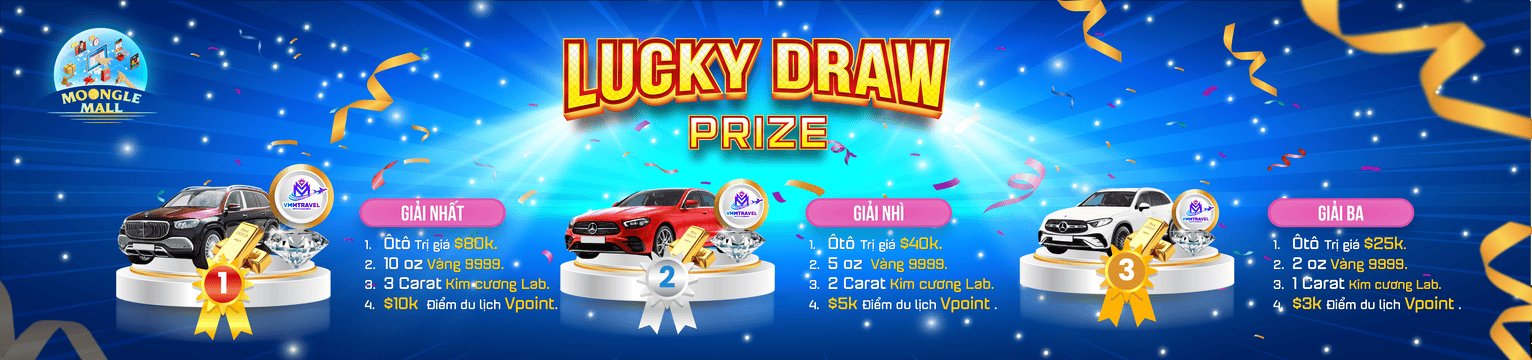 MOONGLE
MALL
LUCKY DRAW
PRIZE
VMMTRAVEL
1
GIẢI NHẤT
1. Ôtô Trị giá $80k.
2. 10 oz Vàng 9999.
3. 3 Carat Kim cương Lab.
4. $10k Điểm du lịch Vpoint.
VMMTRAVEL
2
GIẢI NHÌ
1. Ôtô Trị giá $40k.
2. 5 oz Vàng 9999.
3. 2 Carat Kim cương Lab.
4. $5k Điểm du lịch Vpoint .
VMMTRAVEL
3
GIẢI BA
1. Ôtô Trị giá $25k.
2. 2 oz Vàng 9999.
3. 1 Carat Kim cương Lab.
4. $3k Điểm du lịch Vpoint .